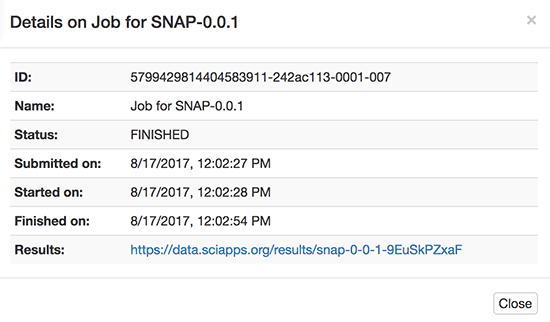 Details on Job for SNAP-0.0.1 ×
ID: 5799429814404583911-242ac113-0001-007
Name: Job for SNAP-0.0.1
Status: FINISHED
Submitted on: 8/17/2017, 12:02:27 PM
Started on: 8/17/2017, 12:02:28 PM
Finished on: 8/17/2017, 12:02:54 PM
Results: https://data.sciapps.org/results/snap-0-0-1-9EuSkPZxaF
Close